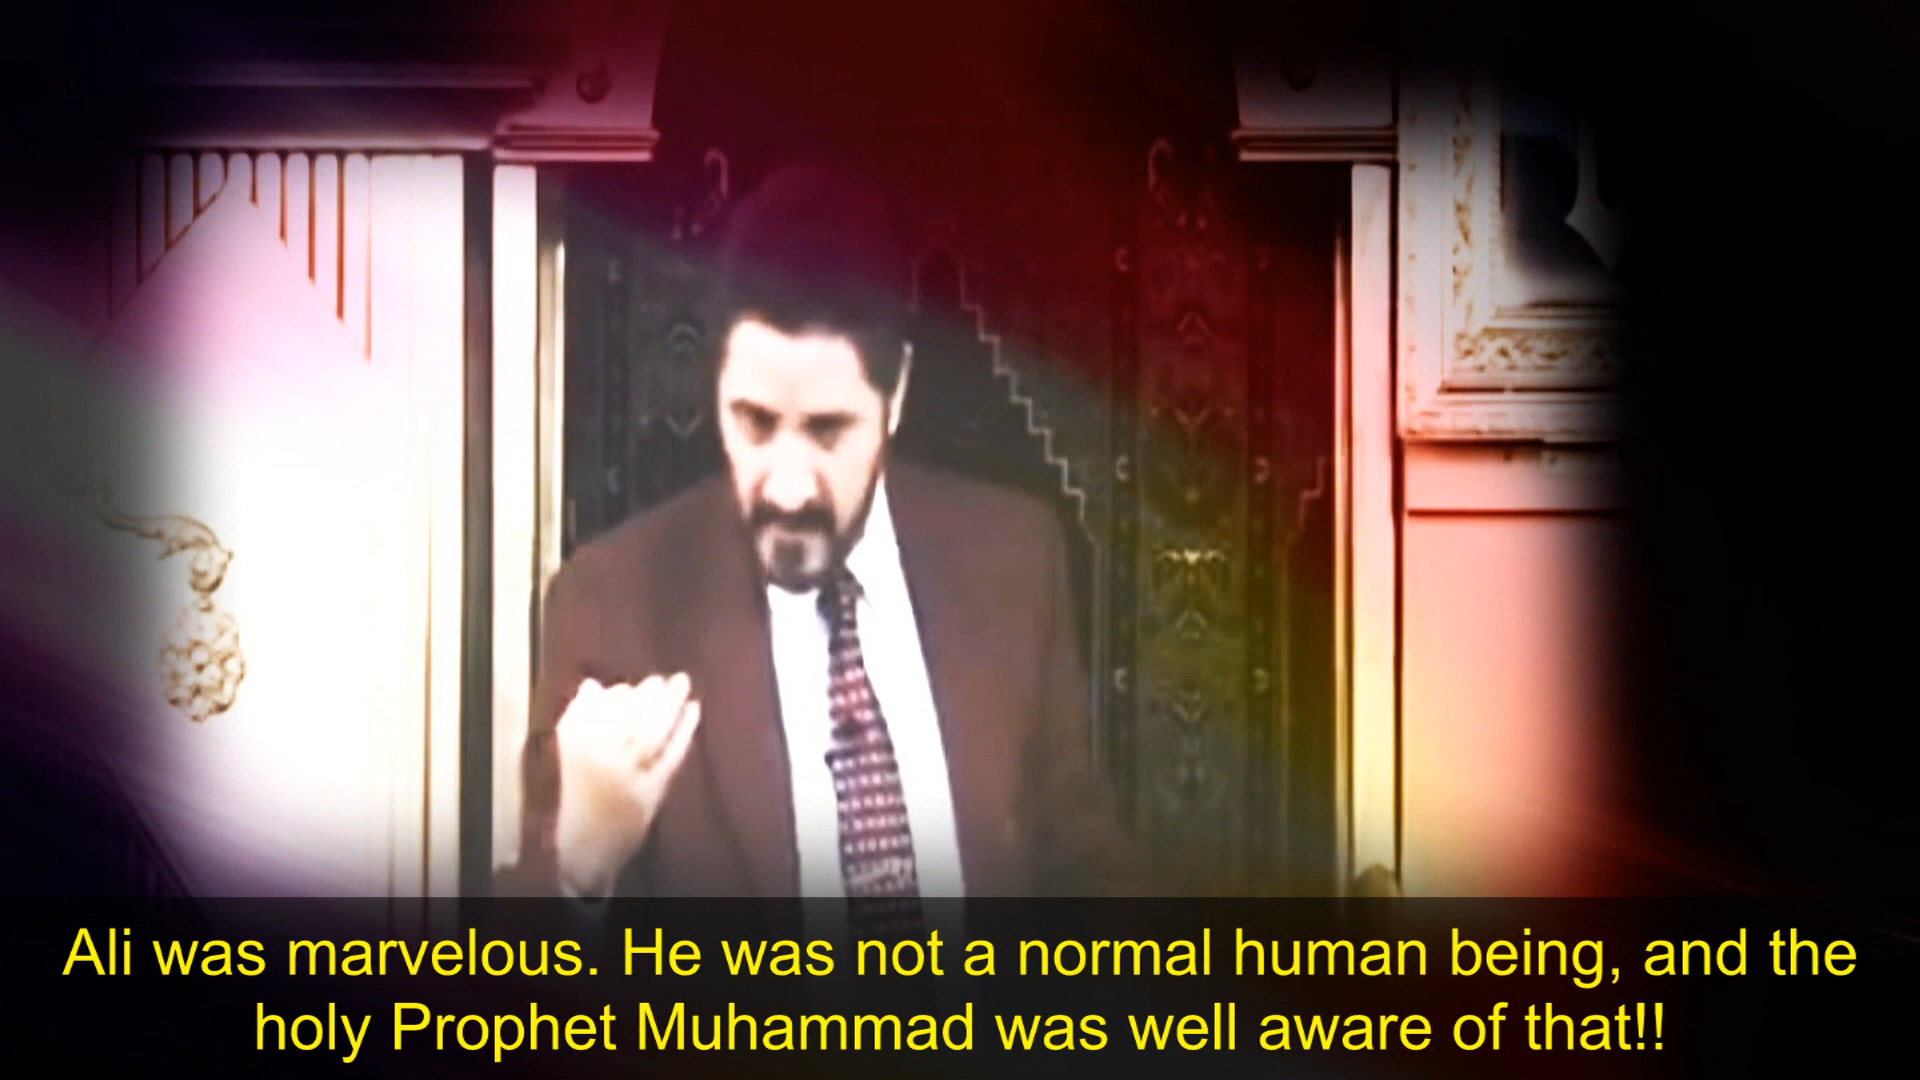 Ali was marvelous. He was not a normal human being, and the
holy Prophet Muhammad was well aware of that!!